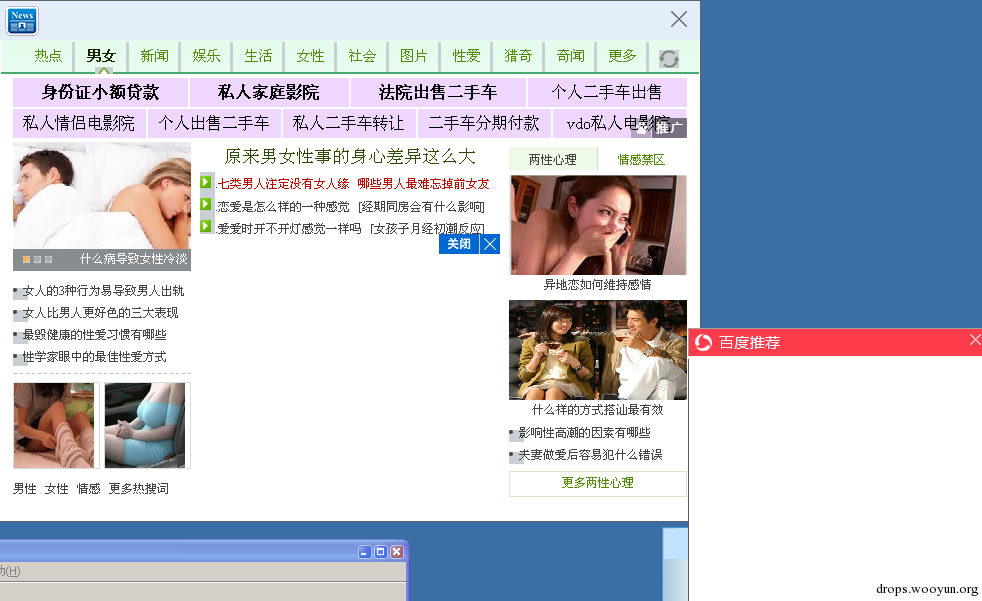 News
热点 男女 新闻 娱乐 生活 女性 社会 图片 性爱 猎奇 奇闻 更多
身份证小额贷款 私人家庭影院 法院出售二手车 个人二手车出售
私人情侣电影院 个人出售二手车 私人二手车转让 二手车分期付款 vdo私人电影院
推广
原来男女性事的身心差异这么大
七类男人注定没有女人缘 哪些男人最难忘掉前女友
恋爱是怎么样的一种感觉 [经期同房会有什么影响]
爱爱时开不开灯感觉一样吗 [女孩子月经初潮反应]
关闭
什么病导致女性冷淡
女人的3种行为易导致男人出轨
女人比男人更好色的三大表现
最毁健康的性爱习惯有哪些
性学家眼中的最佳性爱方式
男性 女性 情感 更多热搜词
两性心理 情感禁区
异地恋如何维持感情
什么样的方式搭讪最有效
影响性高潮的因素有哪些
夫妻做爱后容易犯什么错误
更多两性心理
百度推荐
助(H)
drops.wooyun.org